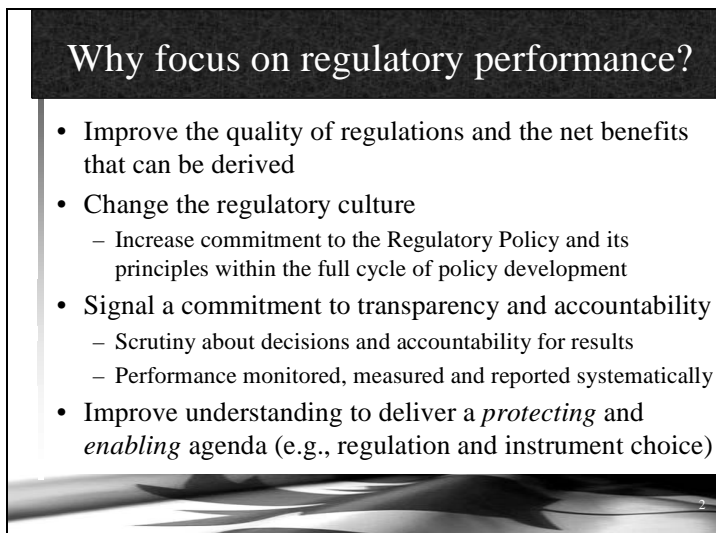 Why focus on regulatory performance?
• Improve the quality of regulations and the net benefits
that can be derived
• Change the regulatory culture
– Increase commitment to the Regulatory Policy and its
principles within the full cycle of policy development
• Signal a commitment to transparency and accountability
– Scrutiny about decisions and accountability for results
– Performance monitored, measured and reported systematically
• Improve understanding to deliver a protecting and
enabling agenda (e.g., regulation and instrument choice)
2